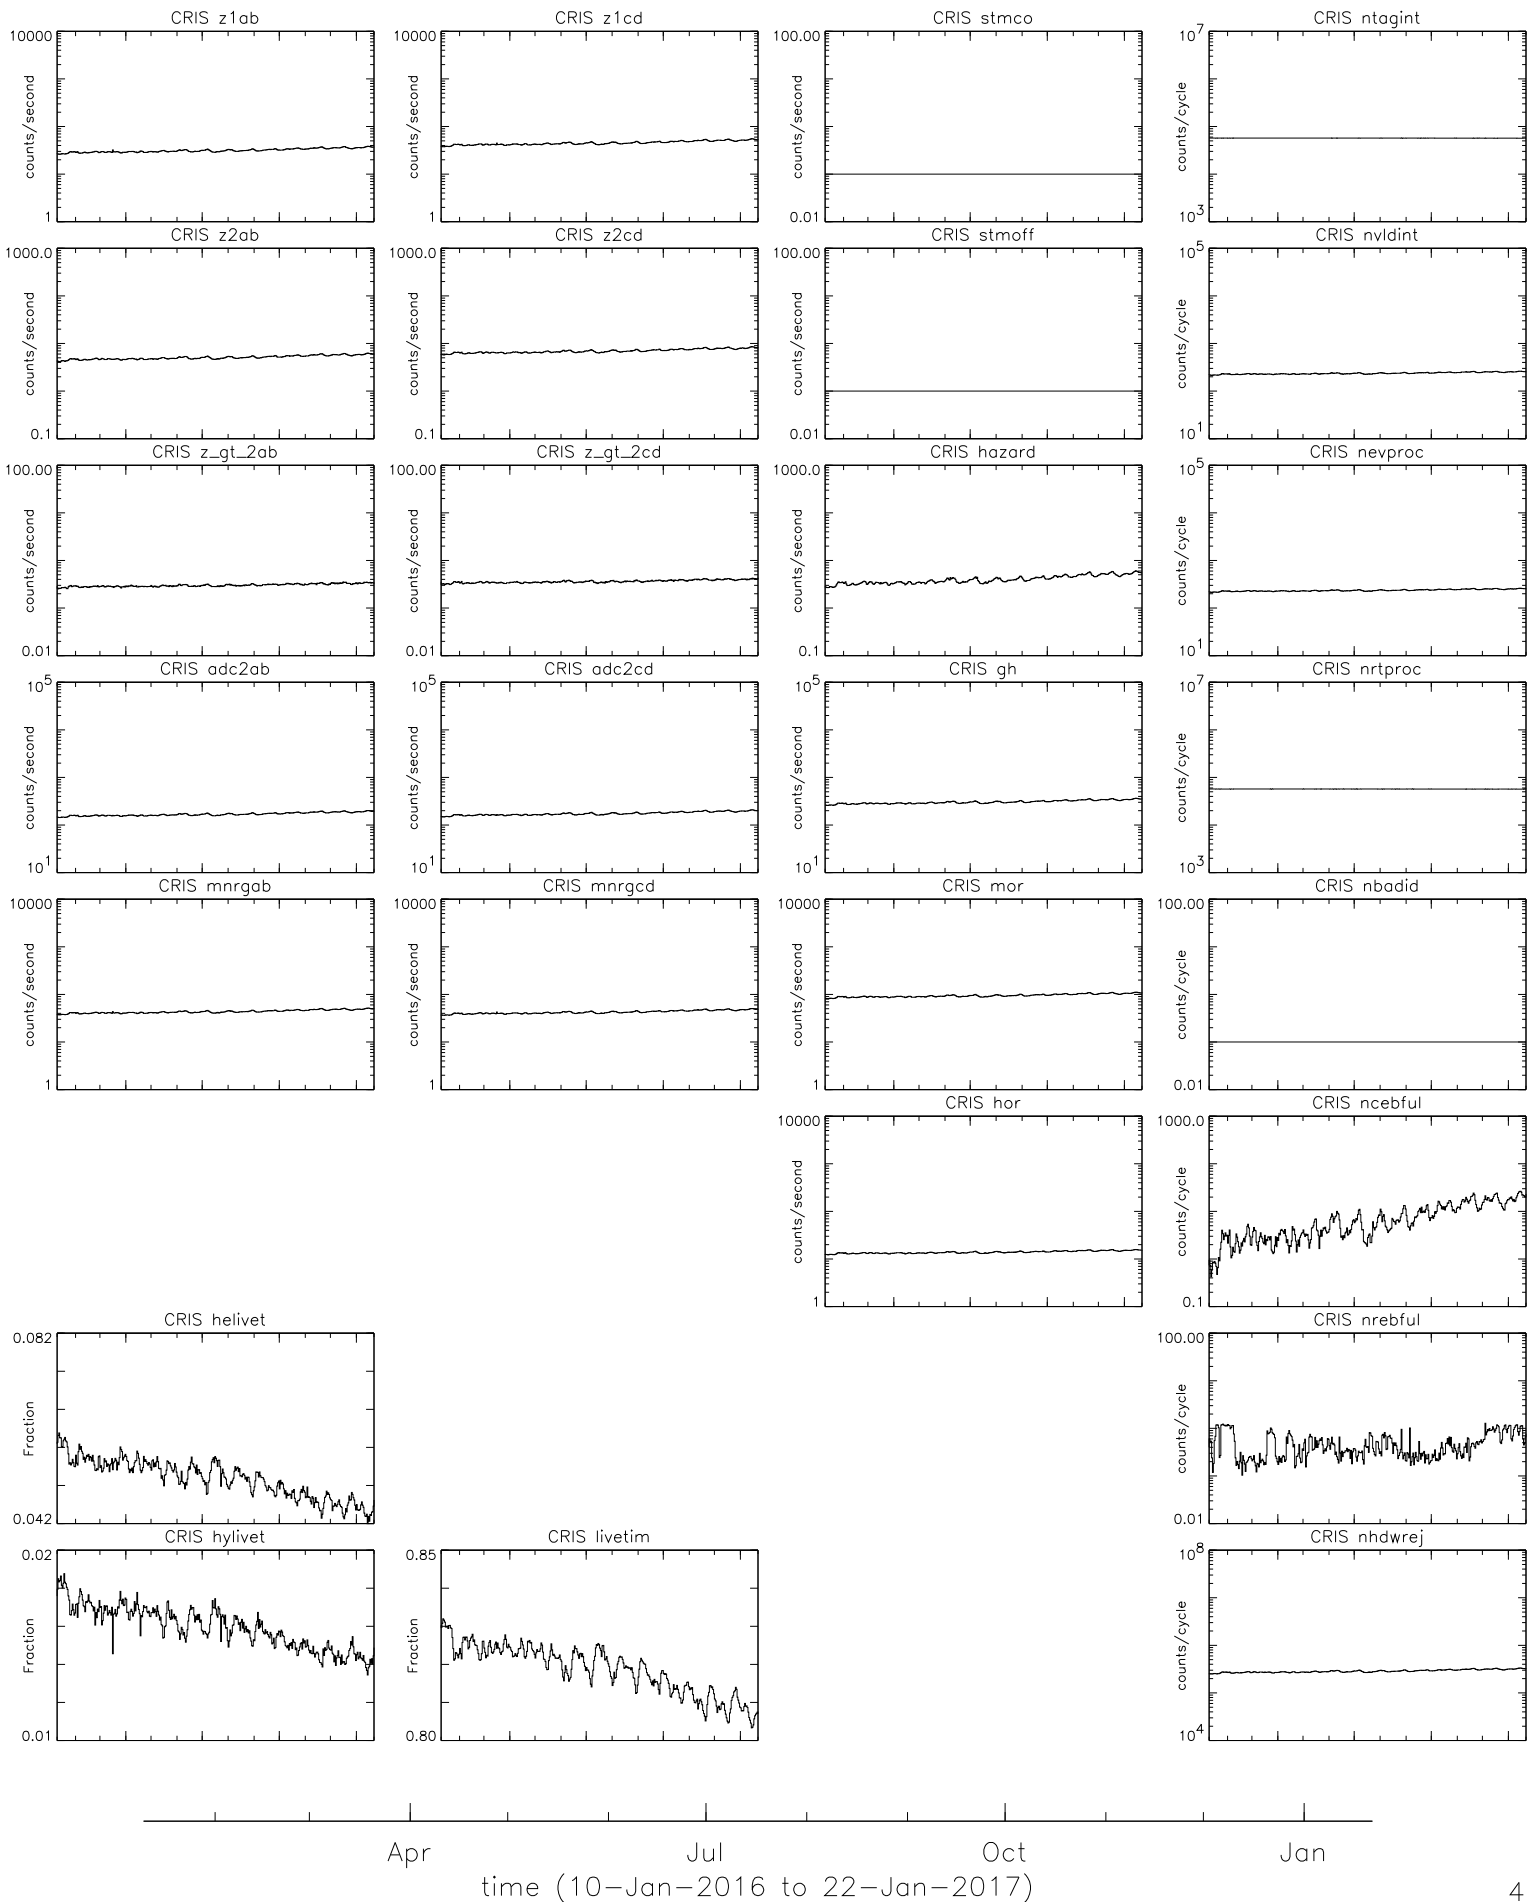 CRIS z1ab
CRIS z1cd
CRIS stmco
CRIS ntagint
10000
counts/second
1
10000
counts/second
1
100.00
counts/second
0.01
10^7
counts/cycle
10^3
CRIS z2ab
CRIS z2cd
CRIS stmoff
CRIS nvldint
1000.0
counts/second
0.1
1000.0
counts/second
0.1
100.00
counts/second
0.01
10^5
counts/cycle
10^1
CRIS z_gt_2ab
CRIS z_gt_2cd
CRIS hazard
CRIS nevproc
100.00
counts/second
0.01
100.00
counts/second
0.01
1000.0
counts/second
0.1
10^5
counts/cycle
10^1
CRIS adc2ab
CRIS adc2cd
CRIS gh
CRIS nrtproc
10^5
counts/second
10^1
10^5
counts/second
10^1
10000
counts/second
1
10^7
counts/cycle
10^3
CRIS mnrgab
CRIS mnrgcd
CRIS mor
CRIS nbadid
10000
counts/second
1
10000
counts/second
1
10000
counts/second
1
100.00
counts/cycle
0.01
CRIS hor
CRIS ncebful
10000
counts/second
1
1000.0
counts/cycle
0.1
CRIS helivet
CRIS nrebful
0.082
Fraction
0.042
100.00
counts/cycle
0.01
CRIS hylivet
CRIS livetim
CRIS nhdwrej
0.02
Fraction
0.01
0.85
Fraction
0.80
10^8
counts/cycle
10^4
Apr
Jul
Oct
Jan
time (10-Jan-2016 to 22-Jan-2017)
4